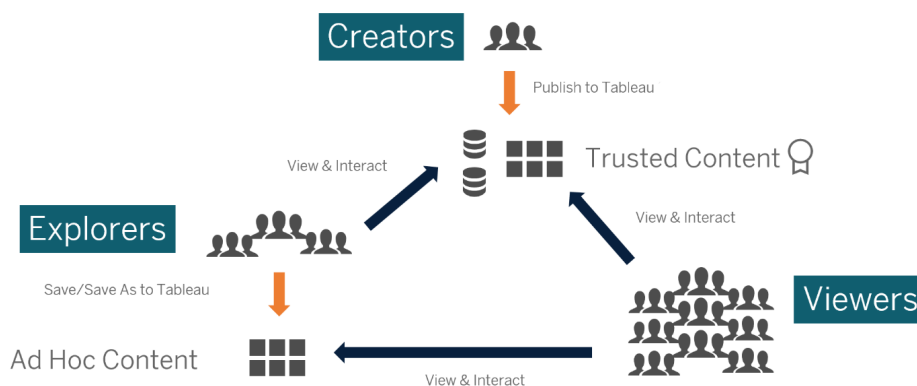 Creators
Publish to Tableau
Trusted Content
View & Interact
View & Interact
Explorers
Save/Save As to Tableau
Viewers
Ad Hoc Content
View & Interact